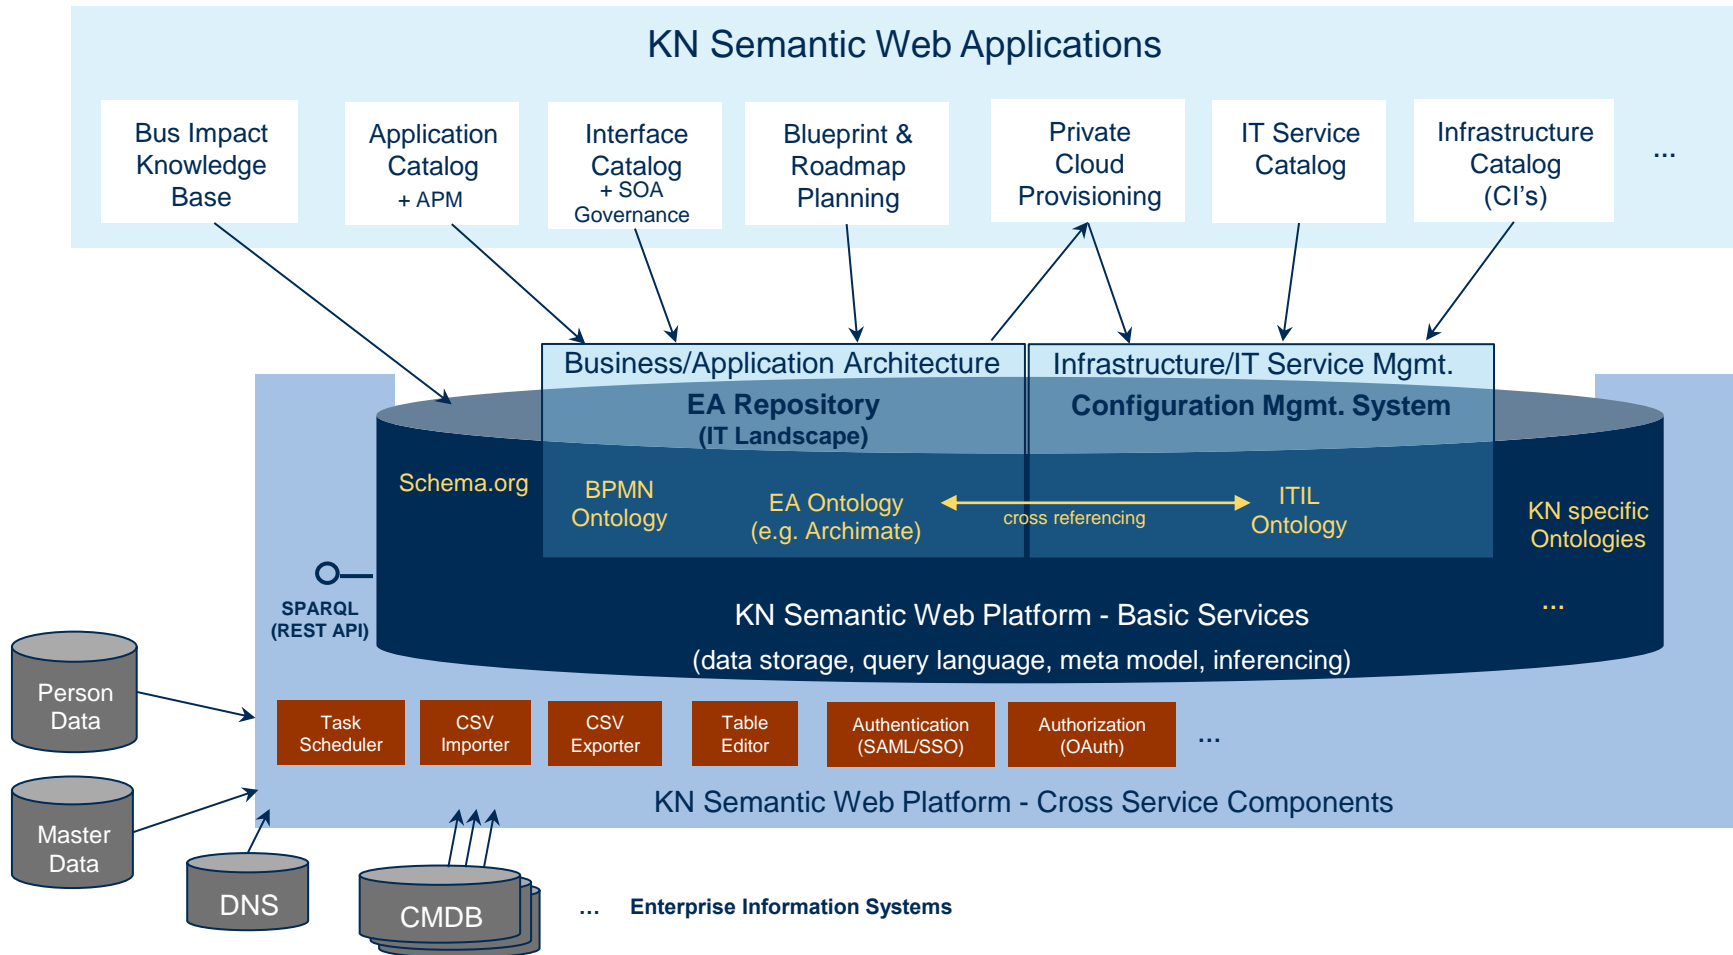 KN Semantic Web Applications
Bus Impact
Knowledge
Base
Application
Catalog
+ APM
Interface
Catalog
+ SOA
Governance
Blueprint &
Roadmap
Planning
Private
Cloud
Provisioning
IT Service
Catalog
Infrastructure
Catalog
(CI's)
...
Business/Application Architecture
EA Repository
(IT Landscape)
Infrastructure/IT Service Mgmt.
Configuration Mgmt. System
Schema.org
BPMN
Ontology
EA Ontology
(e.g. Archimate)
cross referencing
ITIL
Ontology
KN specific
Ontologies
...
SPARQL
(REST API)
KN Semantic Web Platform - Basic Services
(data storage, query language, meta model, inferencing)
Person
Data
Task
Scheduler
CSV
Importer
CSV
Exporter
Table
Editor
Authentication
(SAML/SSO)
Authorization
(OAuth)
...
KN Semantic Web Platform - Cross Service Components
Master
Data
DNS
CMDB
...
Enterprise Information Systems